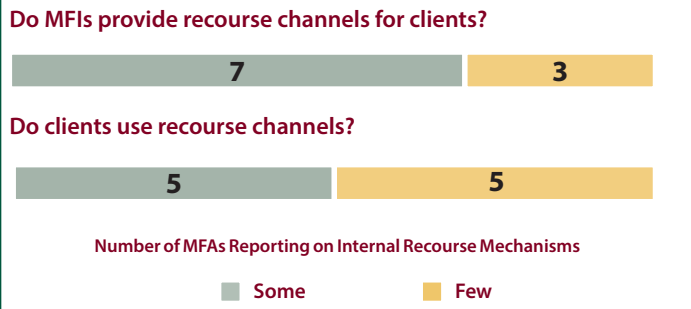 Do MFIs provide recourse channels for clients?
7 3
Do clients use recourse channels?
5 5
Number of MFAs Reporting on Internal Recourse Mechanisms
Some Few